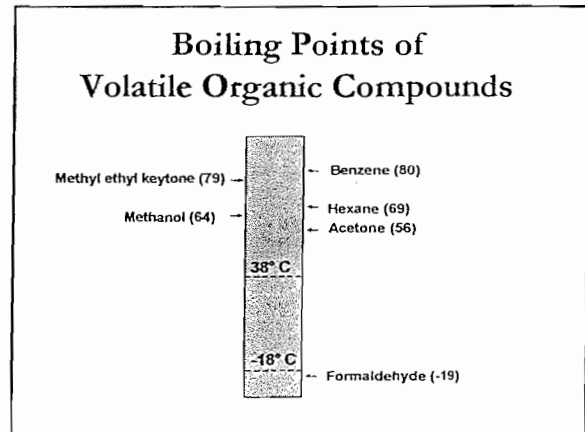 Boiling Points of
Volatile Organic Compounds
Benzene (80)
Methyl ethyl keytone (79)
Hexane (69)
Methanol (64)
Acetone (56)
38° C
-18° C
Formaldehyde (-19)